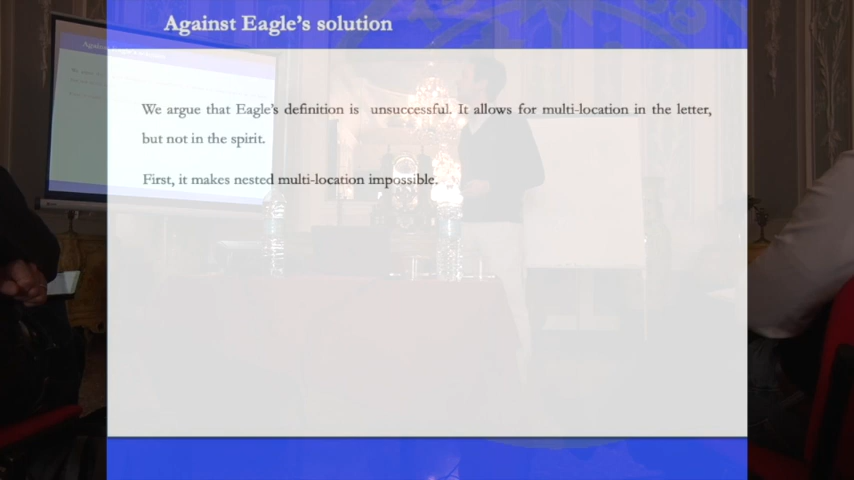 Against Eagle's solution
We argue that Eagle's definition is unsuccessful. It allows for multi-location in the letter,
but not in the spirit.
First, it makes nested multi-location impossible.